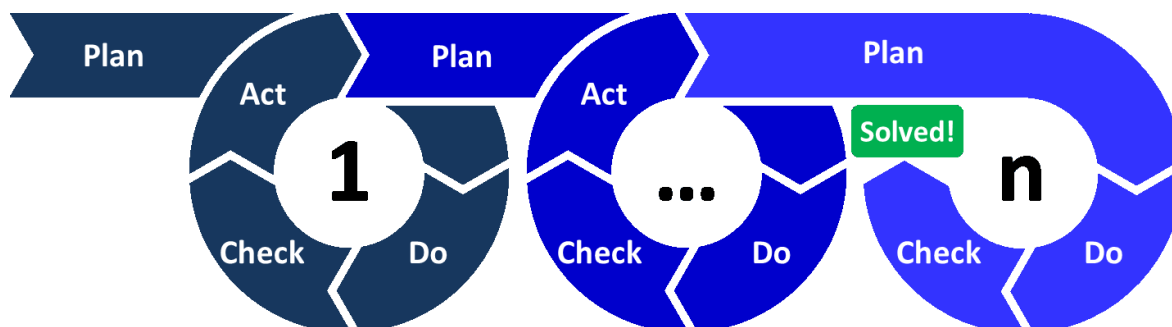 Plan
Plan
Plan
Act
Act
Solved!
1
...
n
Check
Do
Check
Do
Check
Do